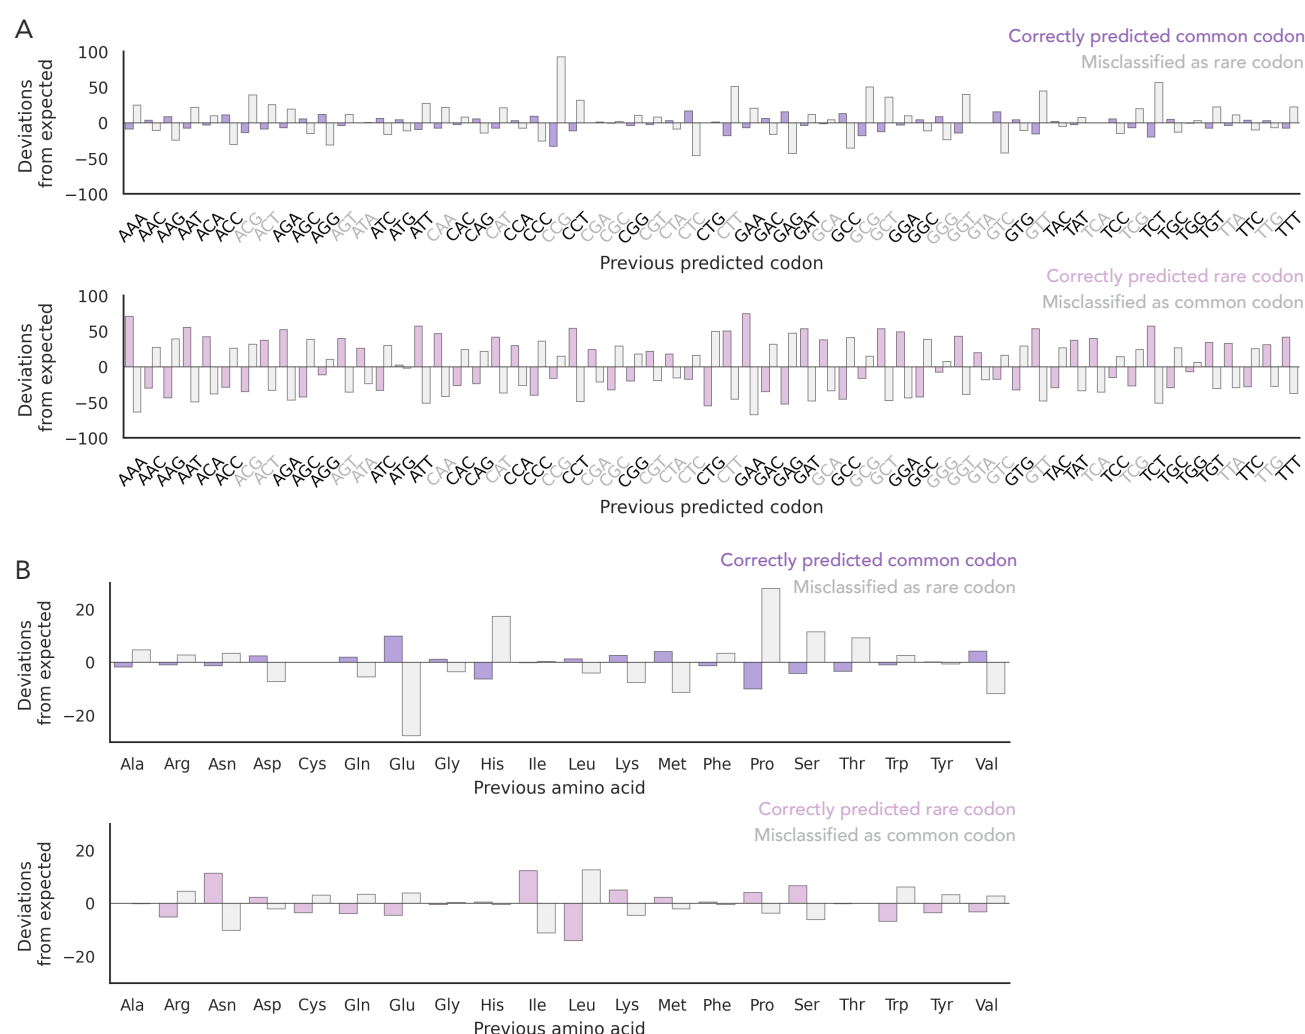 A
Correctly predicted common codon
Misclassified as rare codon
Deviations
from expected
100
50
0
−50
−100
AAA AAC AAG AAT ACA ACC ACG ACT AGA AGC AGG AGT ATA ATC ATG ATT CAA CAC CAG CAT CCA CCC CCG CCT CGA CGC CGG CGT CTA CTC CTG CTT GAA GAC GAG GAT GCA GCC GCG GCT GGA GGC GGG GGT GTA GTC GTG GTT TAC TAT TCA TCC TCG TCT TGC TGG TGT TTA TTC TTG TTT
Previous predicted codon
Correctly predicted rare codon
Misclassified as common codon
Deviations
from expected
100
50
0
−50
−100
AAA AAC AAG AAT ACA ACC ACG ACT AGA AGC AGG AGT ATA ATC ATG ATT CAA CAC CAG CAT CCA CCC CCG CCT CGA CGC CGG CGT CTA CTC CTG CTT GAA GAC GAG GAT GCA GCC GCG GCT GGA GGC GGG GGT GTA GTC GTG GTT TAC TAT TCA TCC TCG TCT TGC TGG TGT TTA TTC TTG TTT
Previous predicted codon
B
Correctly predicted common codon
Misclassified as rare codon
Deviations
from expected
20
0
−20
Ala Arg Asn Asp Cys Gln Glu Gly His Ile Leu Lys Met Phe Pro Ser Thr Trp Tyr Val
Previous amino acid
Correctly predicted rare codon
Misclassified as common codon
Deviations
from expected
20
0
−20
Ala Arg Asn Asp Cys Gln Glu Gly His Ile Leu Lys Met Phe Pro Ser Thr Trp Tyr Val
Previous amino acid